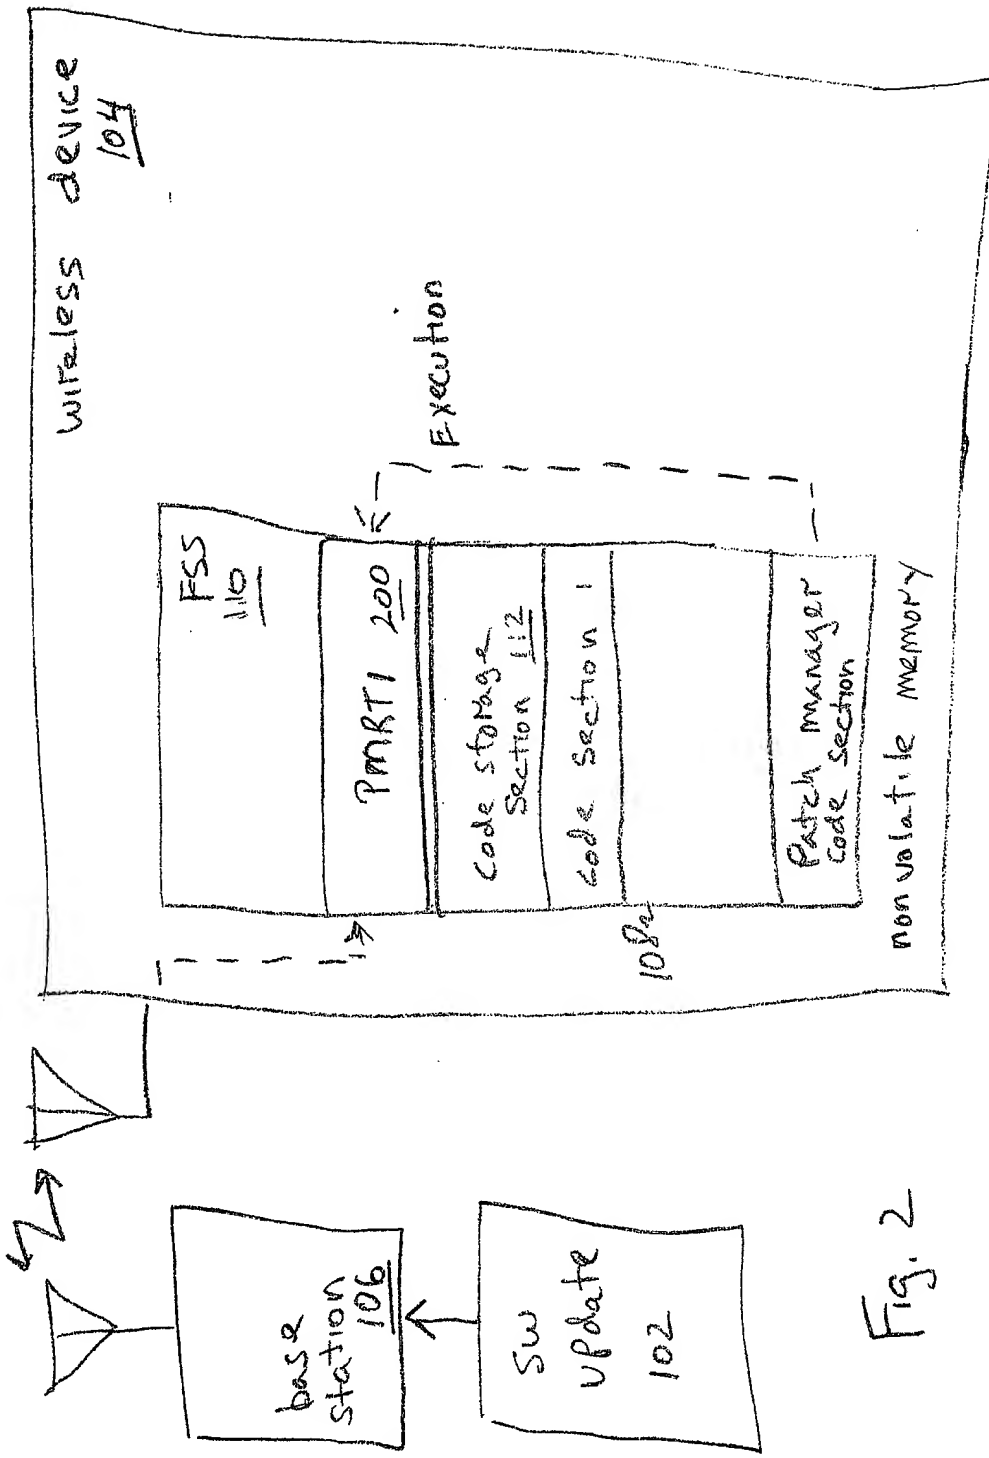 wireless device
104
FSS
110
PMRTI 200
Execution
code storage
section 112
code section 1
108
Patch manager
code section
nonvolatile memory
base
station
106
SW
update
102
Fig. 2